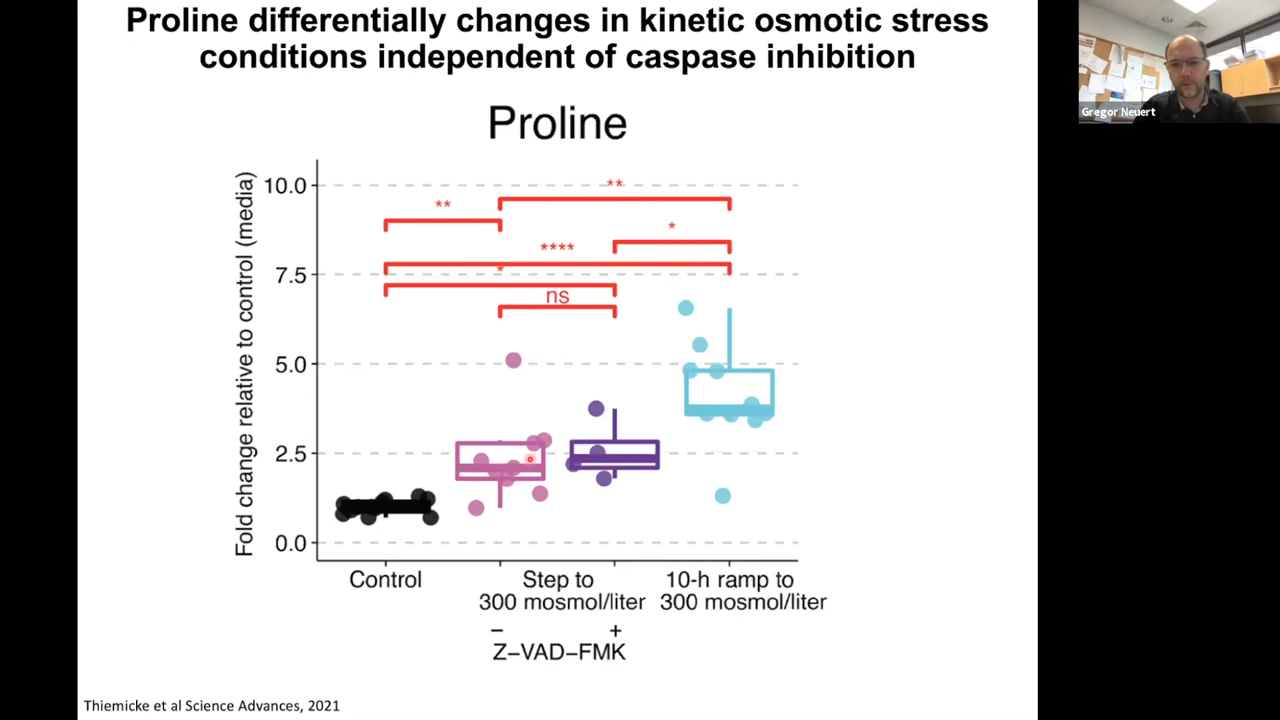 Proline differentially changes in kinetic osmotic stress
conditions independent of caspase inhibition
Gregor Neuert
Proline
Fold change relative to control (media)
10.0
7.5
5.0
2.5
0.0
**
**
*
****
*
ns
Control
Step to
300 mosmol/liter
10-h ramp to
300 mosmol/liter
− +
Z−VAD−FMK
Thiemicke et al Science Advances, 2021